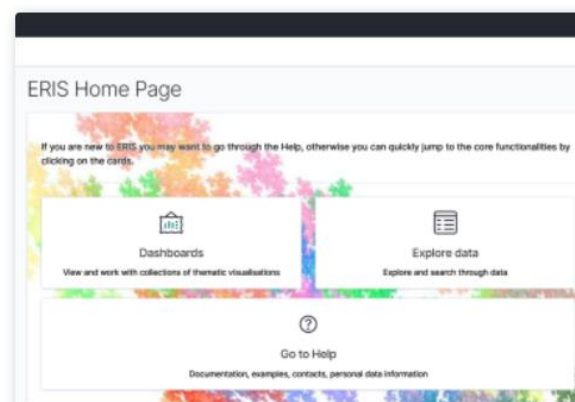 ERIS Home Page
If you are new to ERIS you may want to go through the Help, otherwise you can quickly jump to the core functionalities by
clicking on the cards.
Dashboards
View and work with collections of thematic visualisations
Explore data
Explore and search through data
Go to Help
Documentation, examples, contacts, personal data information